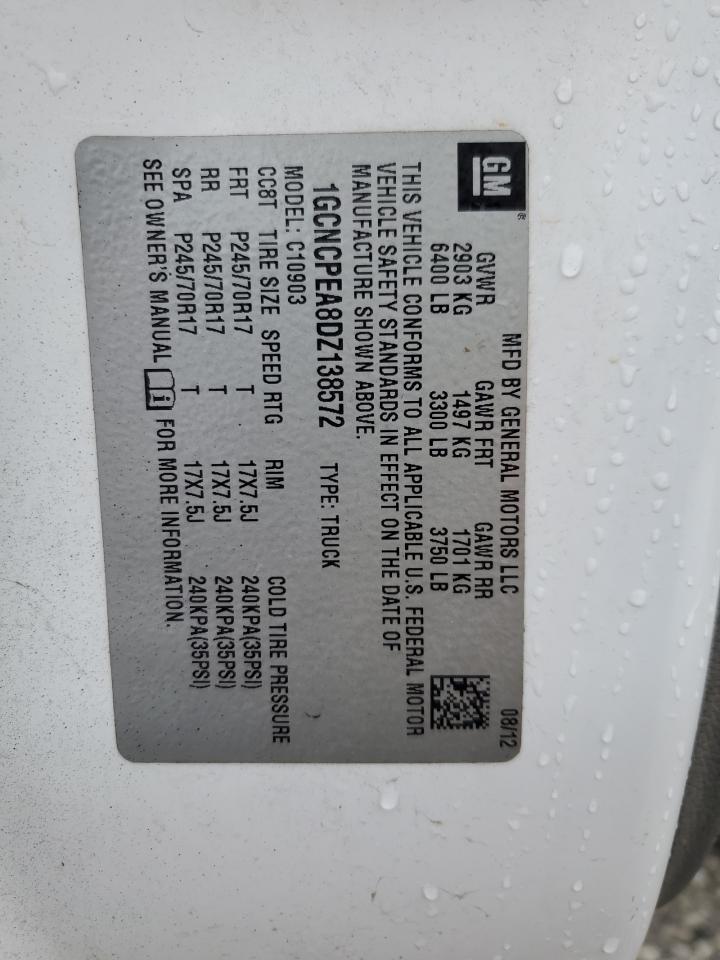 GM®
MFD BY GENERAL MOTORS LLC 08/12
GVWR GAWR FRT GAWR RR
2903 KG 1497 KG 1701 KG
6400 LB 3300 LB 3750 LB
THIS VEHICLE CONFORMS TO ALL APPLICABLE U.S. FEDERAL MOTOR
VEHICLE SAFETY STANDARDS IN EFFECT ON THE DATE OF
MANUFACTURE SHOWN ABOVE.
1GCNCPEA8DZ138572 TYPE: TRUCK
MODEL: C10903
CC8T TIRE SIZE SPEED RTG RIM COLD TIRE PRESSURE
FRT P245/70R17 T 17X7.5J 240KPA(35PSI)
RR P245/70R17 T 17X7.5J 240KPA(35PSI)
SPA P245/70R17 T 17X7.5J 240KPA(35PSI)
SEE OWNER'S MANUAL FOR MORE INFORMATION.